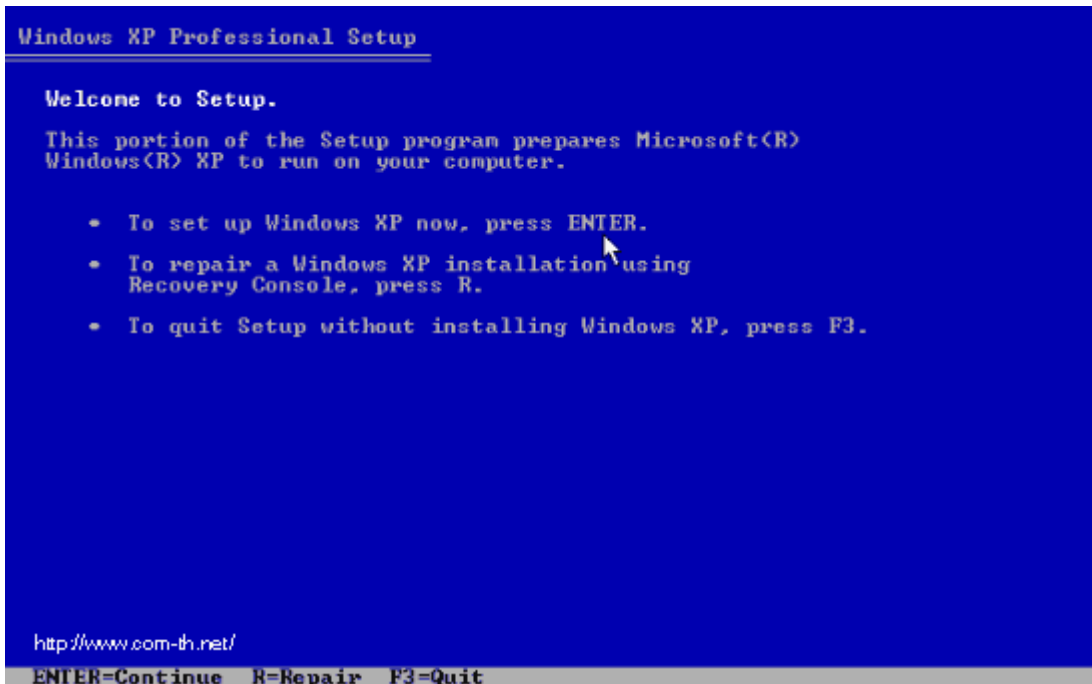 Windows XP Professional Setup
Welcome to Setup.
This portion of the Setup program prepares Microsoft(R)
Windows(R) XP to run on your computer.
• To set up Windows XP now, press ENTER.
• To repair a Windows XP installation using
Recovery Console, press R.
• To quit Setup without installing Windows XP, press F3.
http://www.com-th.net/
ENTER=Continue R=Repair F3=Quit